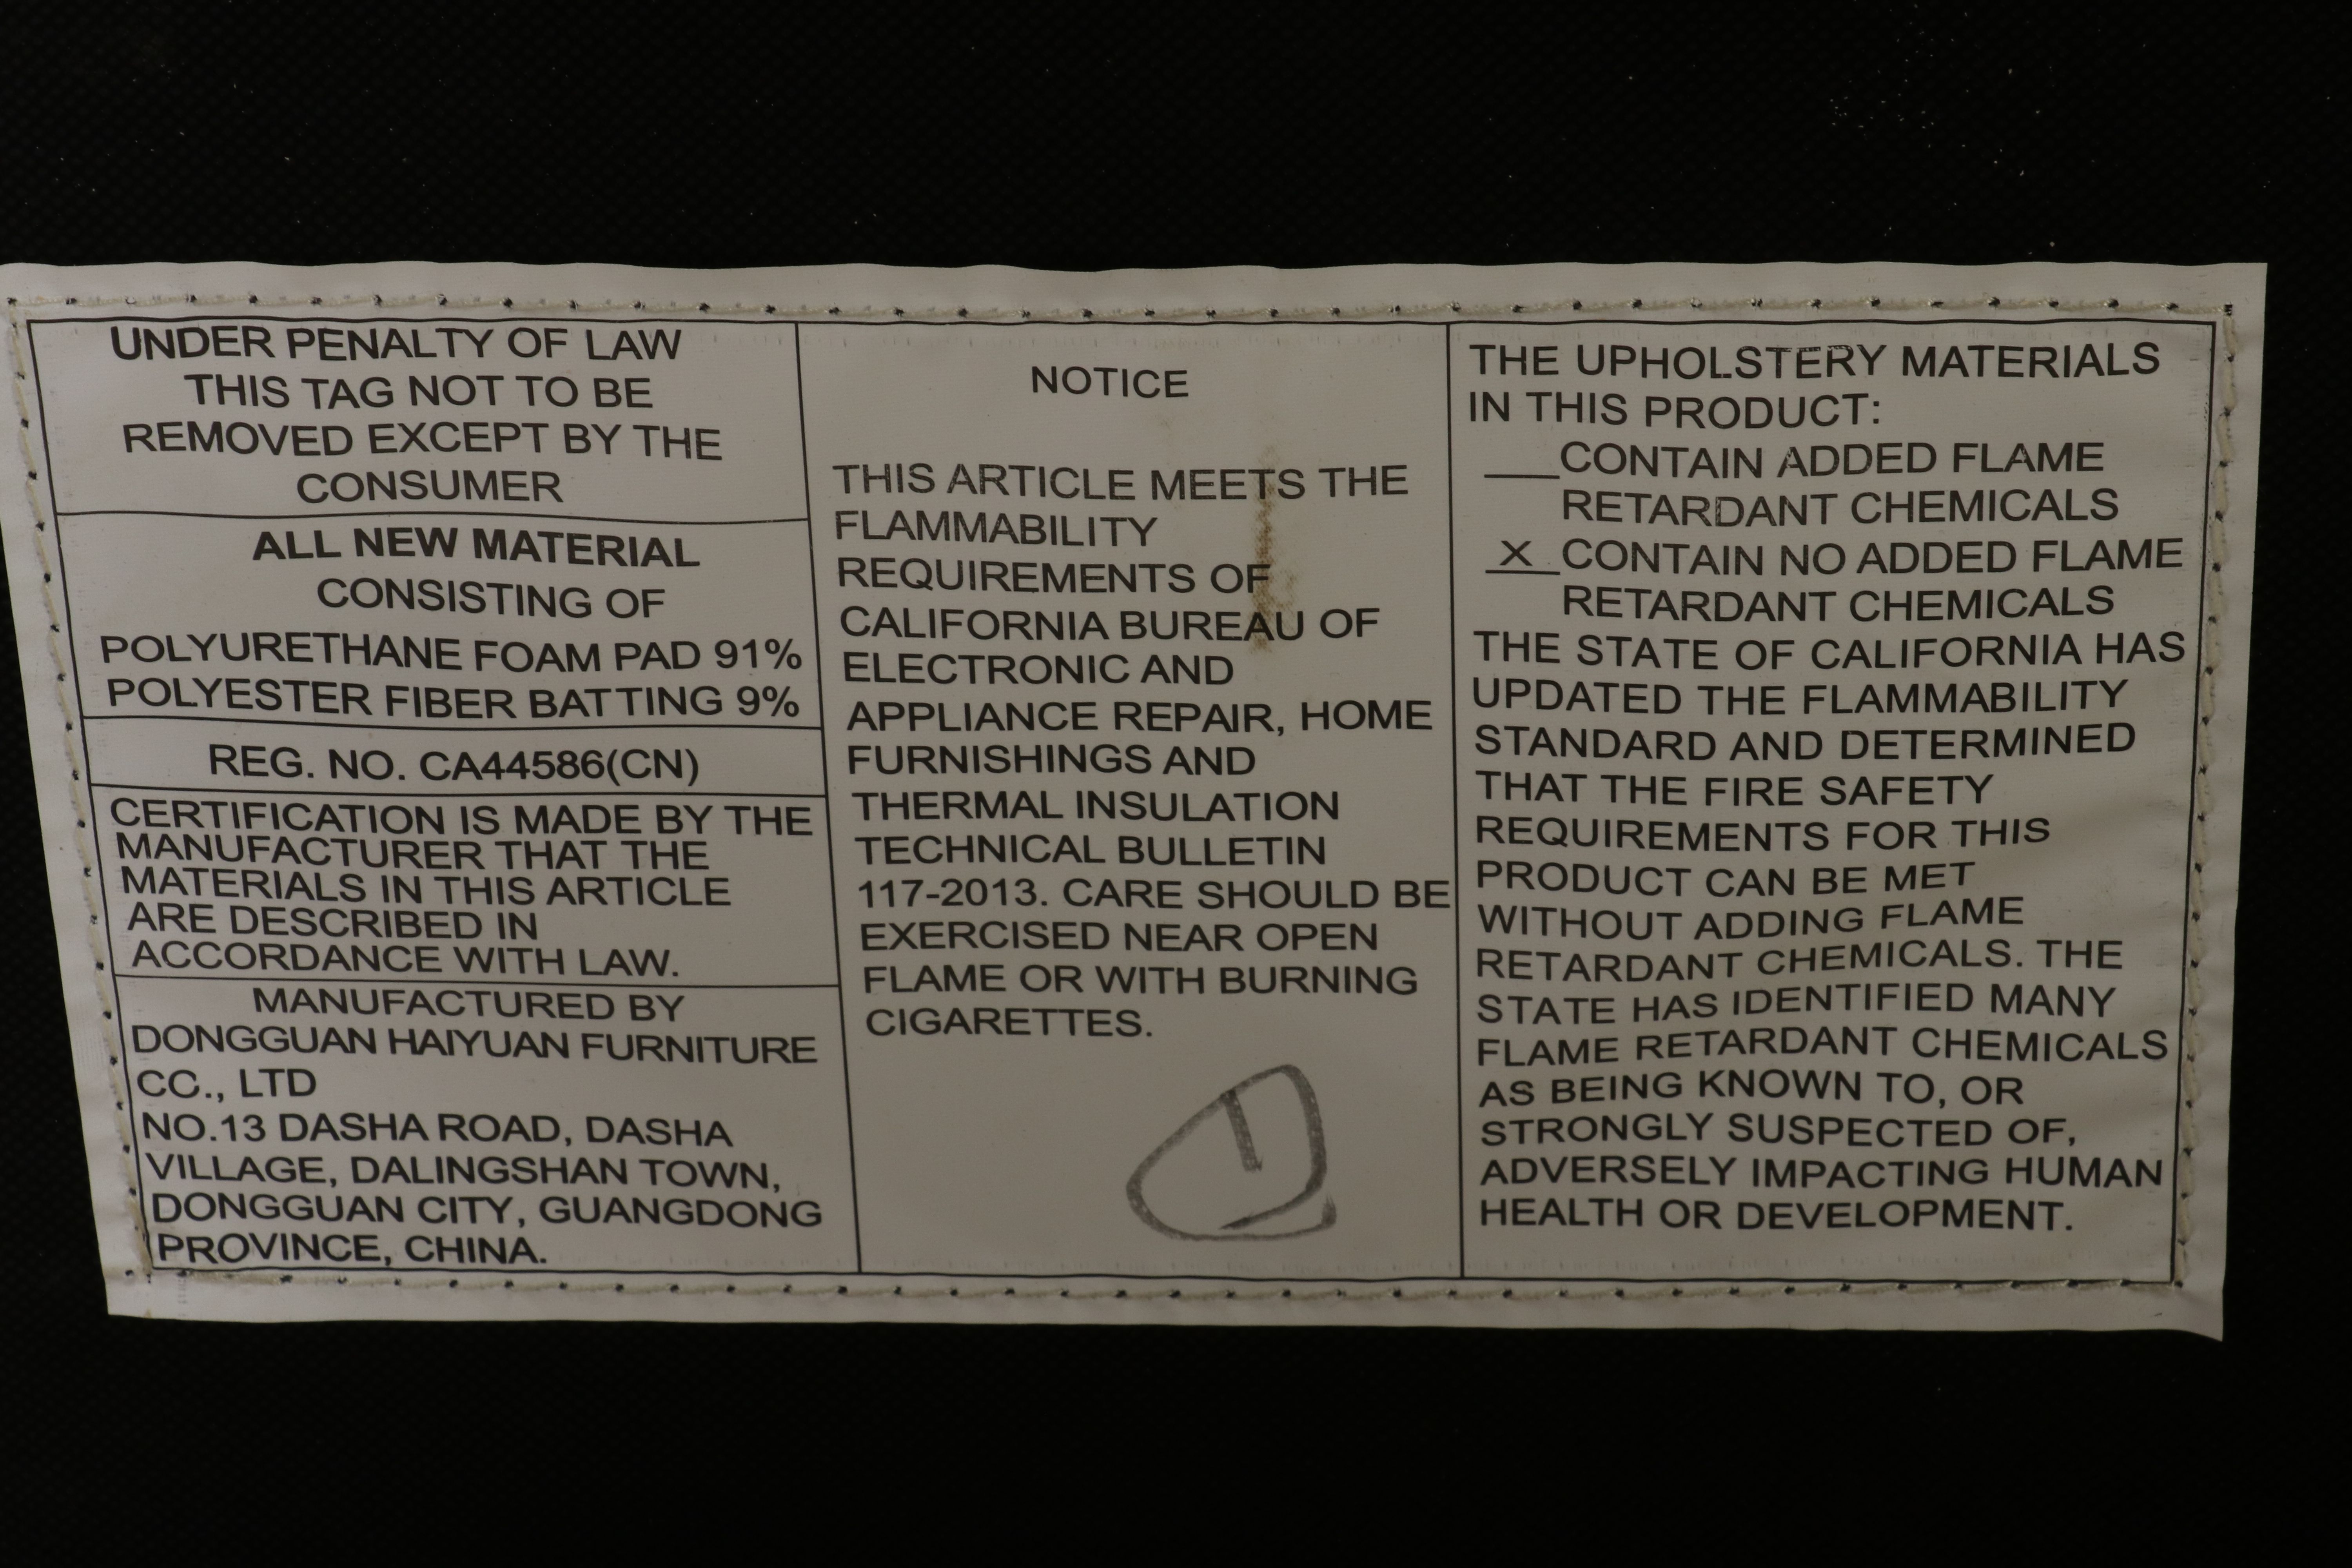 UNDER PENALTY OF LAW
THIS TAG NOT TO BE
REMOVED EXCEPT BY THE
CONSUMER
ALL NEW MATERIAL
CONSISTING OF
POLYURETHANE FOAM PAD 91%
POLYESTER FIBER BATTING 9%
REG. NO. CA44586(CN)
CERTIFICATION IS MADE BY THE
MANUFACTURER THAT THE
MATERIALS IN THIS ARTICLE
ARE DESCRIBED IN
ACCORDANCE WITH LAW.
MANUFACTURED BY
DONGGUAN HAIYUAN FURNITURE
CC., LTD
NO.13 DASHA ROAD, DASHA
VILLAGE, DALINGSHAN TOWN,
DONGGUAN CITY, GUANGDONG
PROVINCE, CHINA.
NOTICE
THIS ARTICLE MEETS THE
FLAMMABILITY
REQUIREMENTS OF
CALIFORNIA BUREAU OF
ELECTRONIC AND
APPLIANCE REPAIR, HOME
FURNISHINGS AND
THERMAL INSULATION
TECHNICAL BULLETIN
117-2013. CARE SHOULD BE
EXERCISED NEAR OPEN
FLAME OR WITH BURNING
CIGARETTES.
THE UPHOLSTERY MATERIALS
IN THIS PRODUCT:
___CONTAIN ADDED FLAME
RETARDANT CHEMICALS
X CONTAIN NO ADDED FLAME
RETARDANT CHEMICALS
THE STATE OF CALIFORNIA HAS
UPDATED THE FLAMMABILITY
STANDARD AND DETERMINED
THAT THE FIRE SAFETY
REQUIREMENTS FOR THIS
PRODUCT CAN BE MET
WITHOUT ADDING FLAME
RETARDANT CHEMICALS. THE
STATE HAS IDENTIFIED MANY
FLAME RETARDANT CHEMICALS
AS BEING KNOWN TO, OR
STRONGLY SUSPECTED OF,
ADVERSELY IMPACTING HUMAN
HEALTH OR DEVELOPMENT.